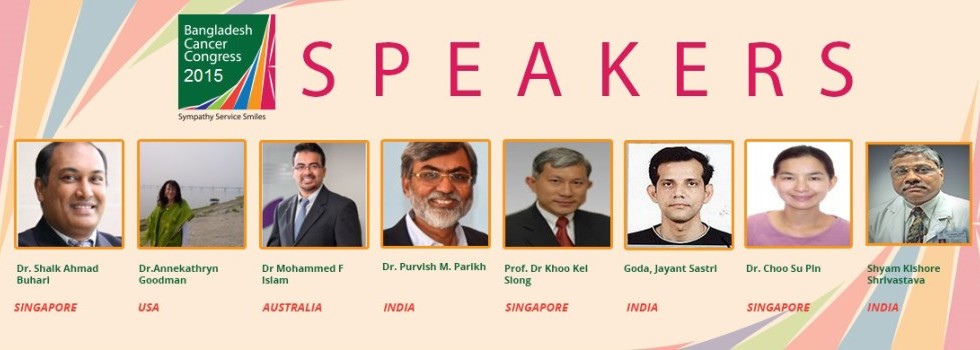 Bangladesh
Cancer
Congress
2015
Sympathy Service Smiles
SPEAKERS
Dr. Shaik Ahmad
Buhari
SINGAPORE
Dr.Annekathryn
Goodman
USA
Dr Mohammed F
Islam
AUSTRALIA
Dr. Purvish M. Parikh
INDIA
Prof. Dr Khoo Kei
Siong
SINGAPORE
Goda, Jayant Sastri
INDIA
Dr. Choo Su Pin
SINGAPORE
Shyam Kishore
Shrivastava
INDIA